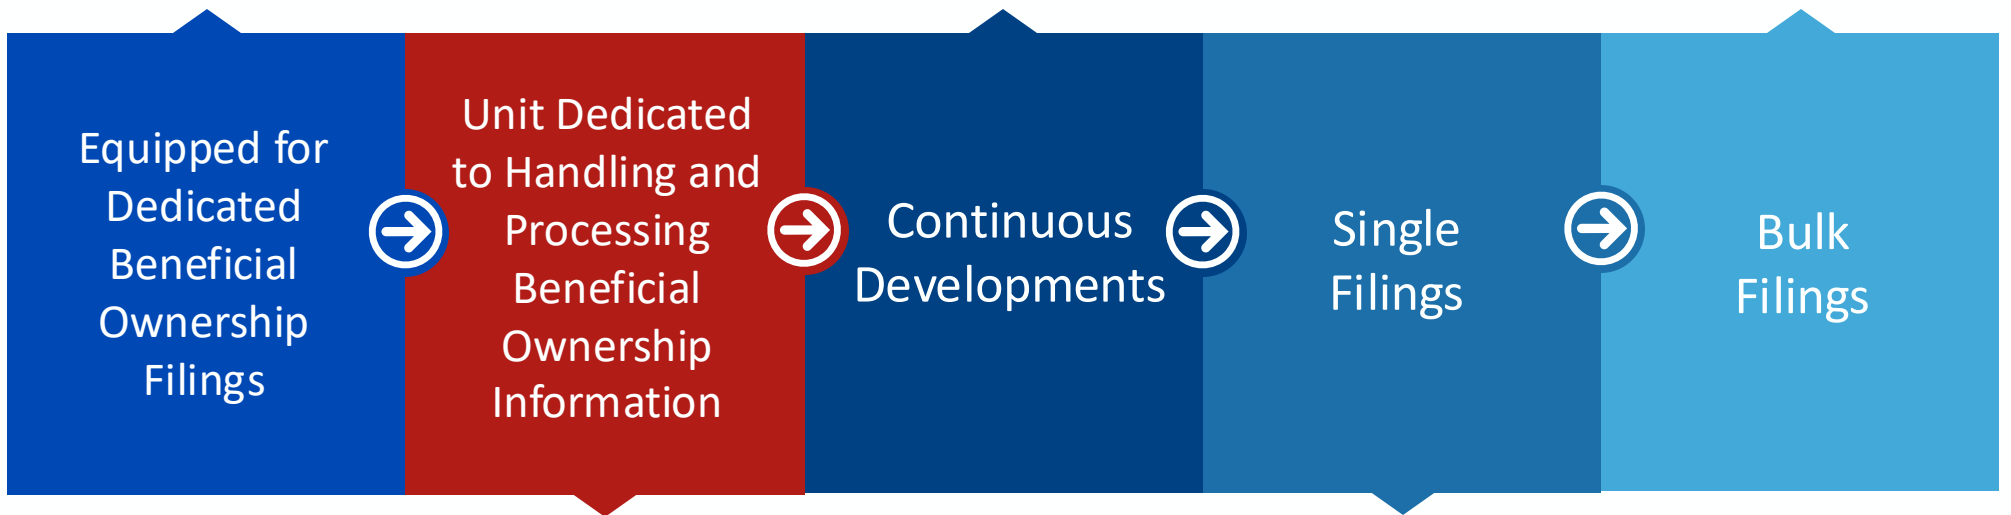 Equipped for
Dedicated
Beneficial
Ownership
Filings
Unit Dedicated
to Handling and
Processing
Beneficial
Ownership
Information
Continuous
Developments
Single
Filings
Bulk
Filings